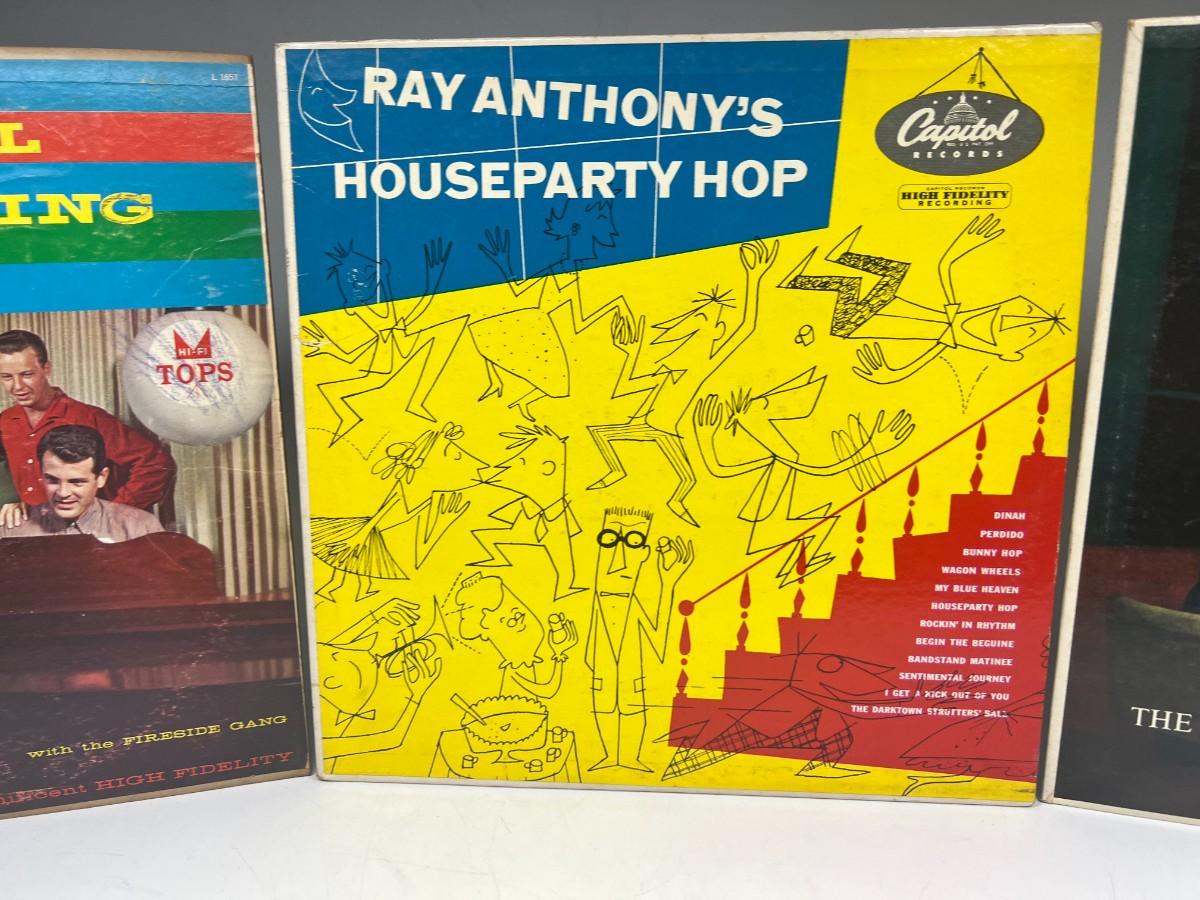 L 1657
L
ING
HI-FI
TOPS
with the FIRESIDE GANG
HIGH FIDELITY
RAY ANTHONY'S
HOUSEPARTY HOP
Capitol
RECORDS
CAPITOL RECORDS
HIGH FIDELITY
RECORDING
DINAH
PERDIDO
BUNNY HOP
WAGON WHEELS
MY BLUE HEAVEN
HOUSEPARTY HOP
ROCKIN' IN RHYTHM
BEGIN THE BEGUINE
BANDSTAND MATINEE
SENTIMENTAL JOURNEY
I GET A KICK OUT OF YOU
THE DARKTOWN STRUTTERS' BALL
THE